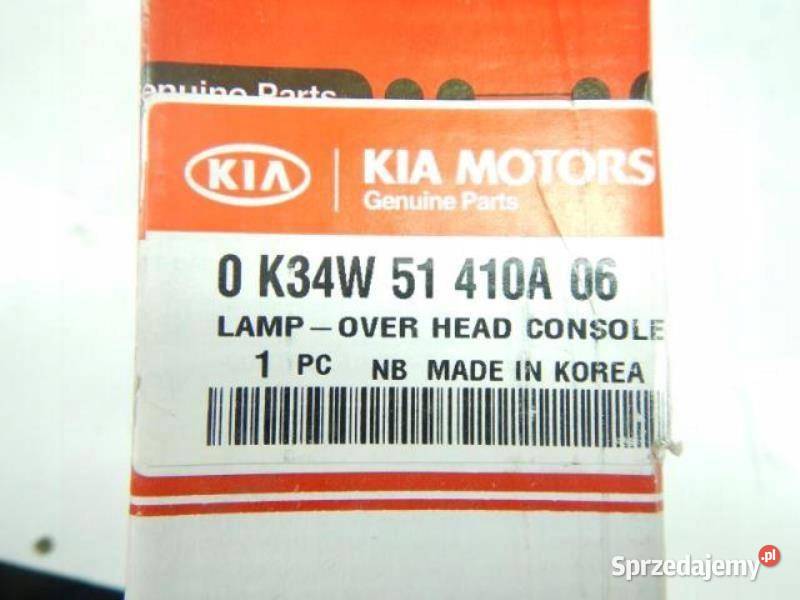 enuine Parts
KIA | KIA MOTORS
Genuine Parts
0 K34W 51 410A 06
LAMP-OVER HEAD CONSOLE
1 PC NB MADE IN KOREA
Sprzedajemy.pl